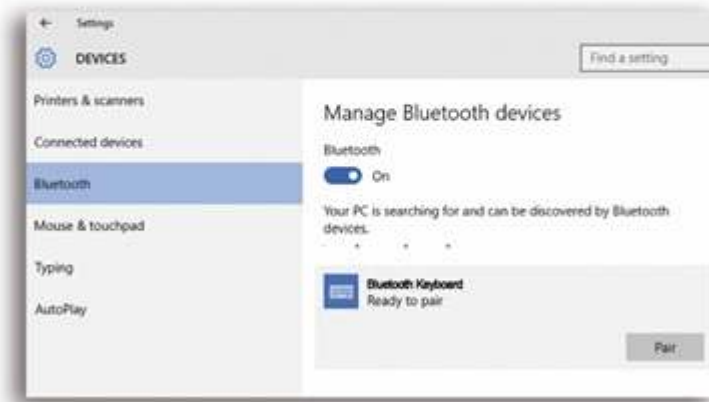 Settings
DEVICES
Find a setting
Printers & scanners
Connected devices
Bluetooth
Mouse & touchpad
Typing
AutoPlay
Manage Bluetooth devices
Bluetooth
On
Your PC is searching for and can be discovered by Bluetooth
devices.
Bluetooth Keyboard
Ready to pair
Pair